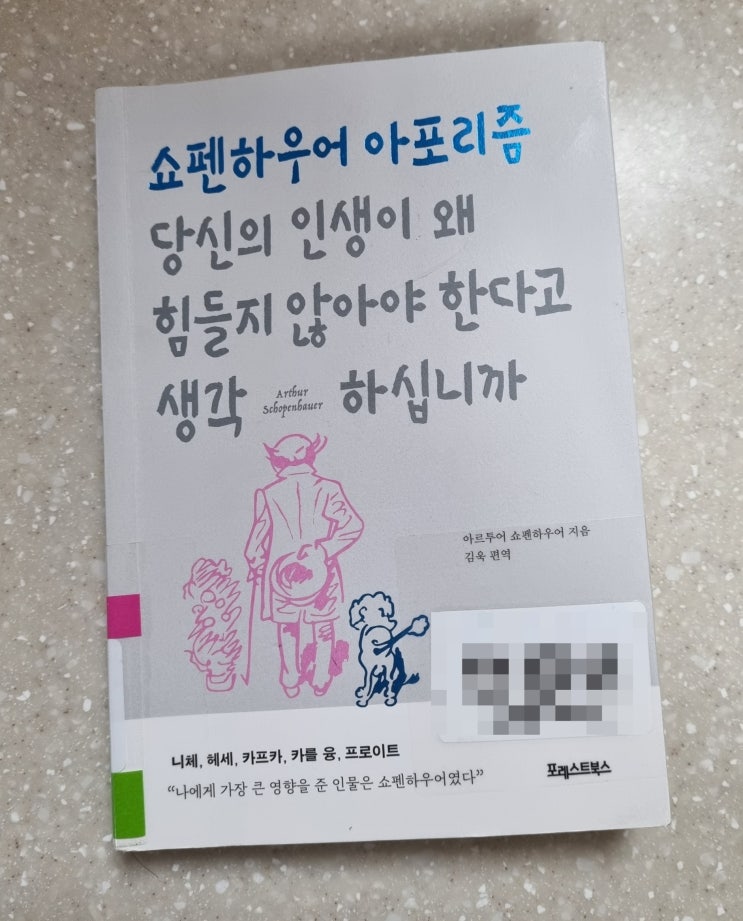 쇼펜하우어 아포리즘
당신의 인생이 왜
힘들지 않아야 한다고
생각 하십니까
Arthur
Schopenhauer
아르투어 쇼펜하우어 지음
김욱 편역
니체, 헤세, 카프카, 카를 융, 프로이트
“나에게 가장 큰 영향을 준 인물은 쇼펜하우어였다”
포레스트북스